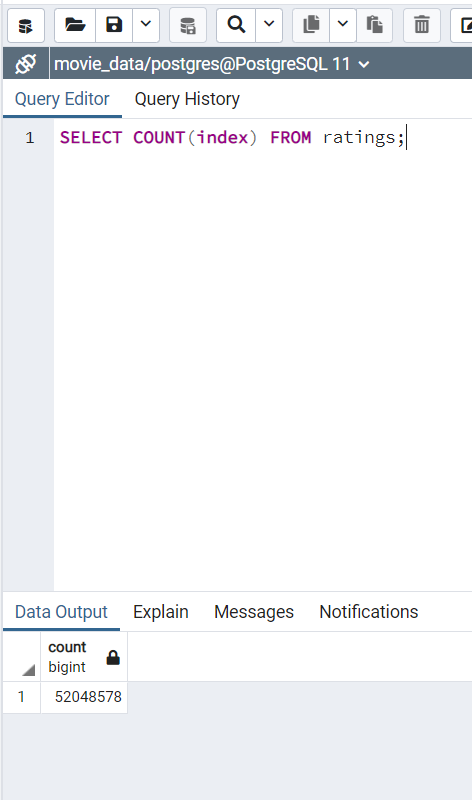 movie_data/postgres@PostgreSQL 11
Query Editor Query History
1 SELECT COUNT(index) FROM ratings;
Data Output Explain Messages Notifications
count
bigint
1 52048578